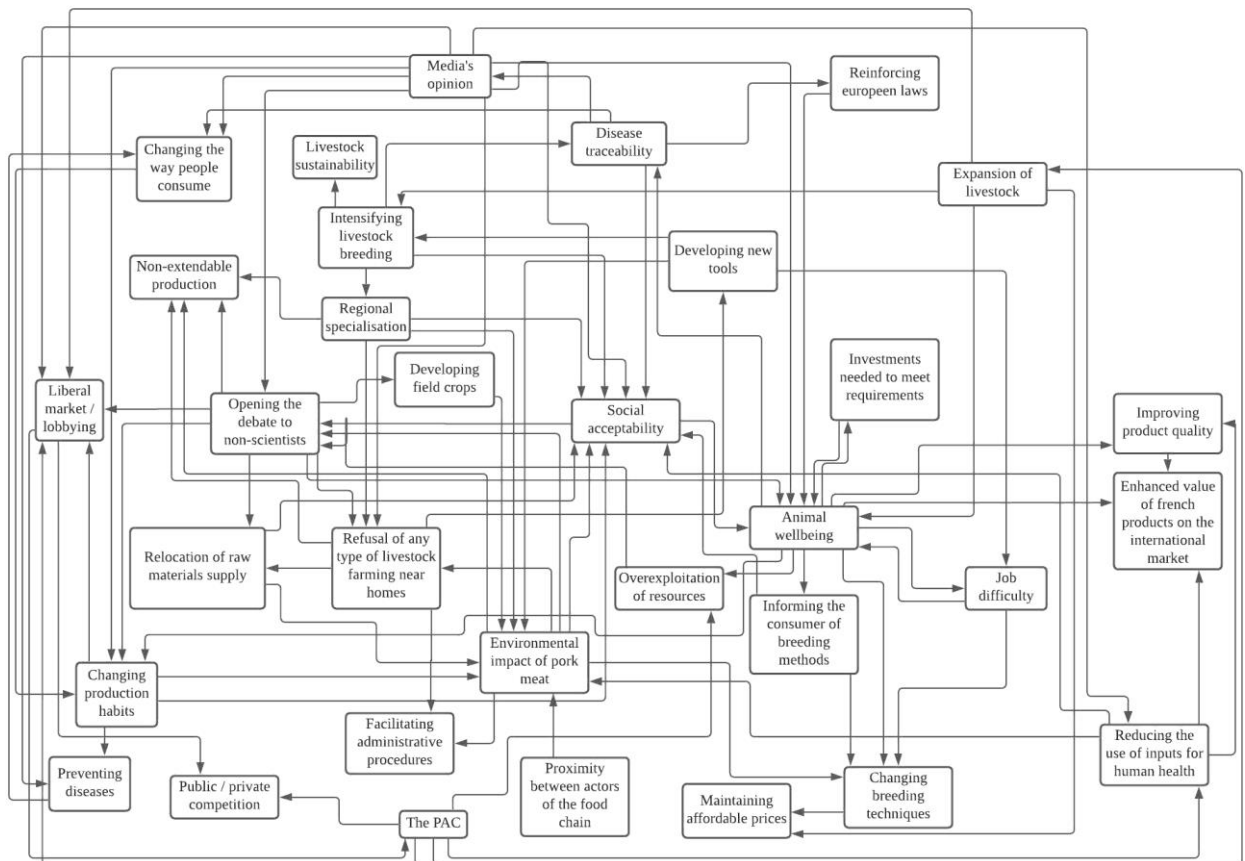 Media's
opinion
Reinforcing
europeen laws
Disease
traceability
Changing the
way people
consume
Livestock
sustainability
Expansion of
livestock
Intensifying
livestock
breeding
Developing new
tools
Non-extendable
production
Regional
specialisation
Developing
field crops
Investments
needed to meet
requirements
Liberal
market /
lobbying
Opening the
debate to
non-scientists
Social
acceptability
Improving
product quality
Enhanced value
of french
products on the
international
market
Animal
wellbeing
Relocation of raw
materials supply
Refusal of any
type of livestock
farming near
homes
Overexploitation
of resources
Job
difficulty
Informing the
consumer of
breeding
methods
Environmental
impact of pork
meat
Changing
production
habits
Facilitating
administrative
procedures
Reducing the
use of inputs for
human health
Preventing
diseases
Public / private
competition
Proximity
between actors
of the food
chain
Changing
breeding
techniques
Maintaining
affordable prices
The PAC